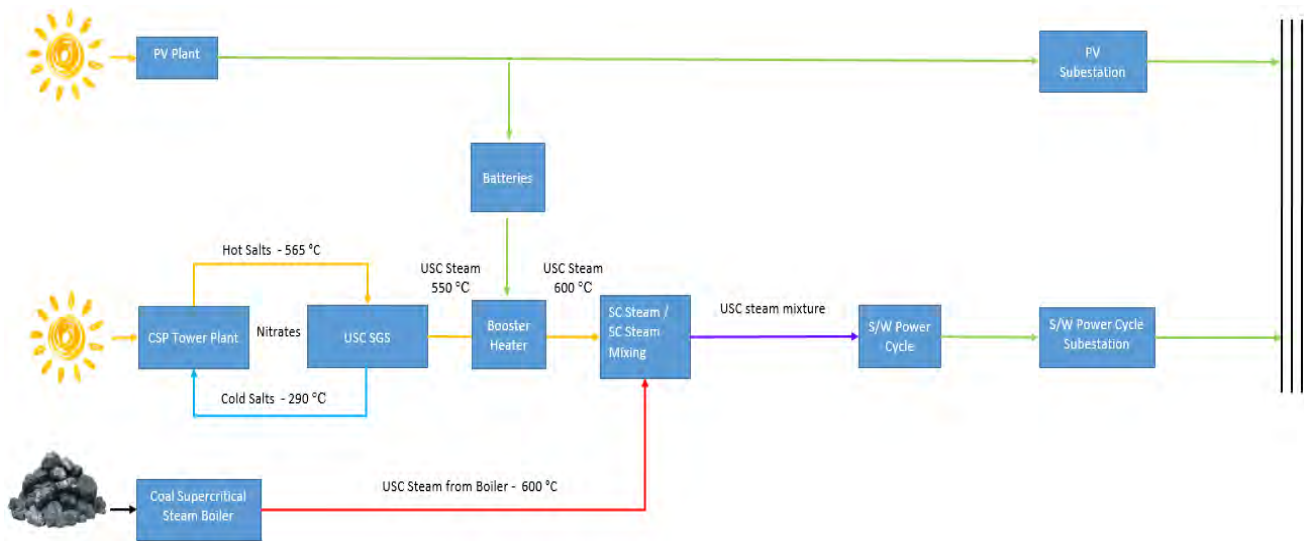 PV Plant
PV
Subestation
Batteries
Hot Salts - 565 °C
USC Steam
550 °C
USC Steam
600 °C
CSP Tower Plant
Nitrates
USC SGS
Booster
Heater
SC Steam /
SC Steam
Mixing
USC steam mixture
S/W Power
Cycle
S/W Power Cycle
Substation
Cold Salts - 290 °C
Coal Supercritical
Steam Boiler
USC Steam from Boiler - 600 °C